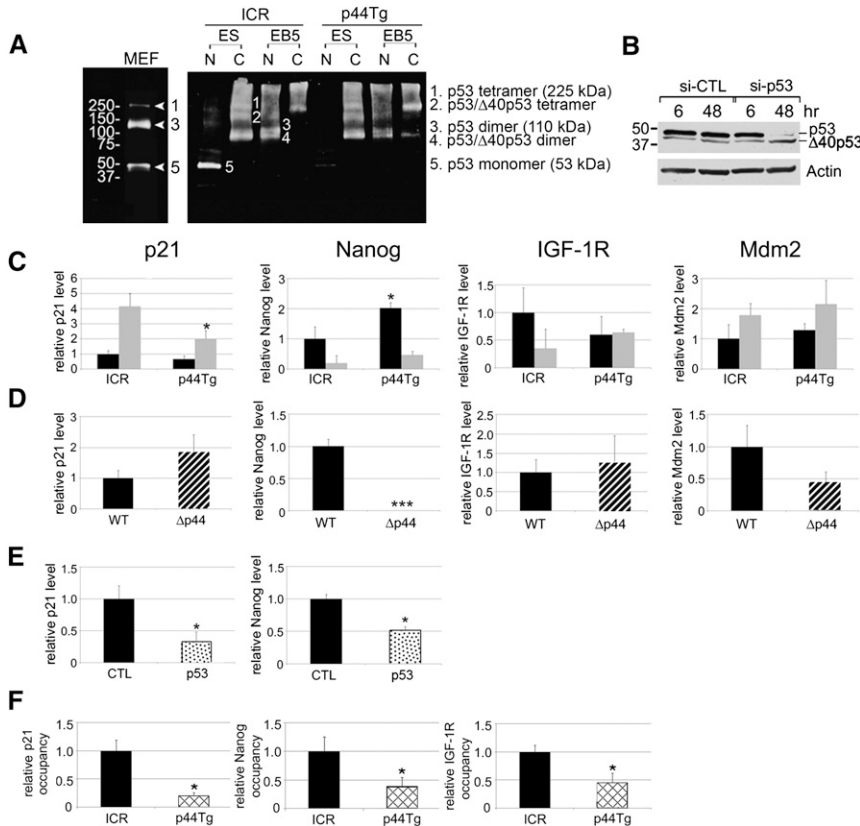 A
ICR
p44Tg
MEF
ES
EB5
ES
EB5
N C N C N C N C
250-
150-
100-
75-
50-
37-
1
3
5
1
2
3
4
5
1. p53 tetramer (225 kDa)
2. p53/Δ40p53 tetramer
3. p53 dimer (110 kDa)
4. p53/Δ40p53 dimer
5. p53 monomer (53 kDa)
B
si-CTL si-p53
6 48 6 48 hr
50
37
p53
Δ40p53
Actin
C
p21
relative p21 level
6
5
4
3
2
1
0
*
ICR p44Tg
Nanog
relative Nanog level
3
2
1
0
*
ICR p44Tg
IGF-1R
relative IGF-1R level
1.5
1.0
0.5
0
ICR p44Tg
Mdm2
relative Mdm2 level
4
3
2
1
0
ICR p44Tg
D
relative p21 level
3
2
1
0
WT Δp44
relative Nanog level
1.5
1.0
0.5
0
***
WT Δp44
relative IGF-1R level
2.5
2.0
1.5
1.0
0.5
0
WT Δp44
relative Mdm2 level
1.5
1.0
0.5
0
WT Δp44
E
relative p21 level
1.5
1.0
0.5
0
*
CTL p53
relative Nanog level
1.5
1.0
0.5
0
*
CTL p53
F
relative p21
occupancy
1.5
1.0
0.5
0
*
ICR p44Tg
relative Nanog
occupancy
1.5
1.0
0.5
0
*
ICR p44Tg
relative IGF-1R
occupancy
1.5
1.0
0.5
0
*
ICR p44Tg